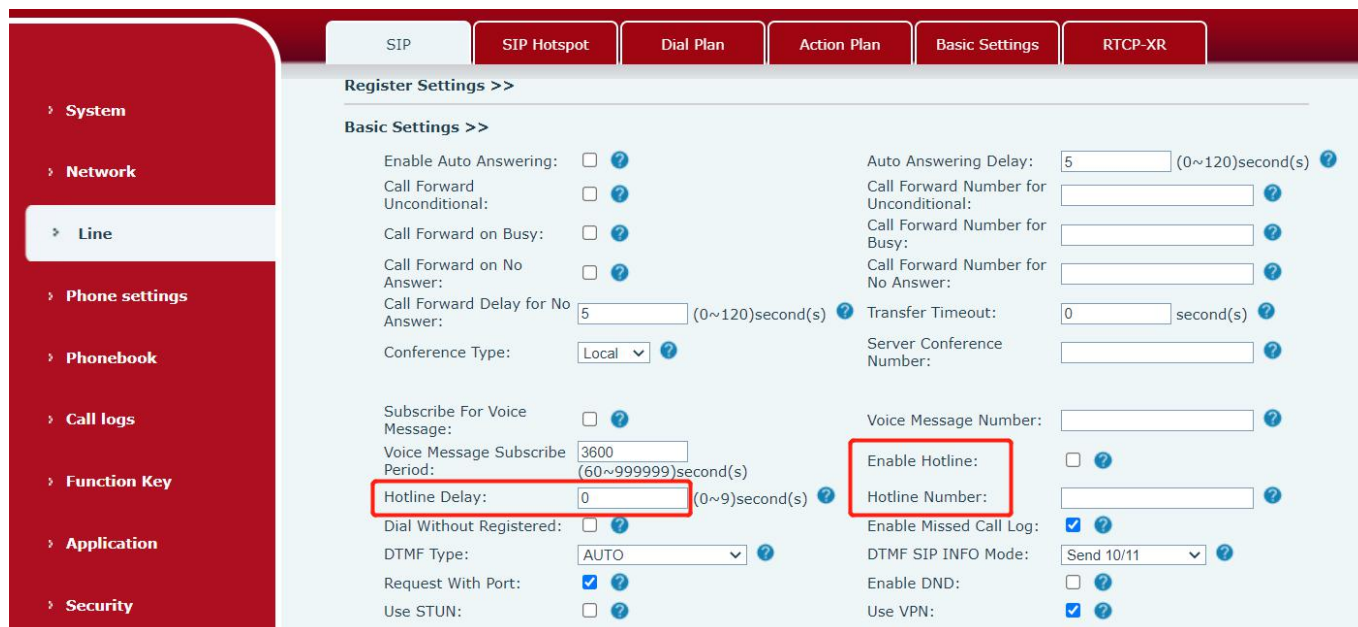 SIP SIP Hotspot Dial Plan Action Plan Basic Settings RTCP-XR
System
Network
Line
Phone settings
Phonebook
Call logs
Function Key
Application
Security
Register Settings >>
Basic Settings >>
Enable Auto Answering: Auto Answering Delay: 5 (0~120)second(s)
Call Forward Unconditional: Call Forward Number for Unconditional:
Call Forward on Busy: Call Forward Number for Busy:
Call Forward on No Answer: Call Forward Number for No Answer:
Call Forward Delay for No Answer: 5 (0~120)second(s) Transfer Timeout: 0 second(s)
Conference Type: Local Server Conference Number:
Subscribe For Voice Message: Voice Message Number:
Voice Message Subscribe Period: 3600 (60~999999)second(s) Enable Hotline:
Hotline Delay: 0 (0~9)second(s) Hotline Number:
Dial Without Registered: Enable Missed Call Log:
DTMF Type: AUTO DTMF SIP INFO Mode: Send 10/11
Request With Port: Enable DND:
Use STUN: Use VPN: